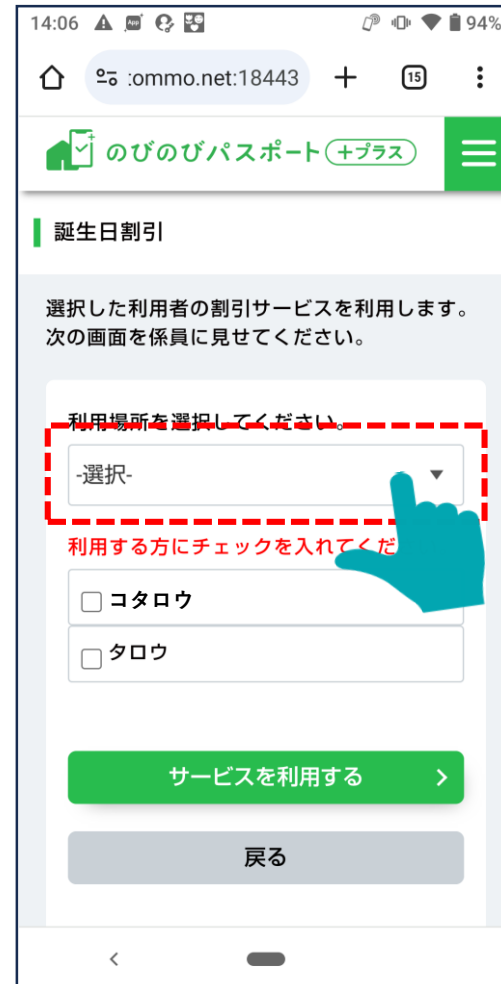 14:06
94%
:ommo.net:18443
15
のびのびパスポート +プラス
誕生日割引
選択した利用者の割引サービスを利用します。
次の画面を係員に見せてください。
利用場所を選択してください。
-選択-
利用する方にチェックを入れてくだ
コタロウ
タロウ
サービスを利用する
戻る